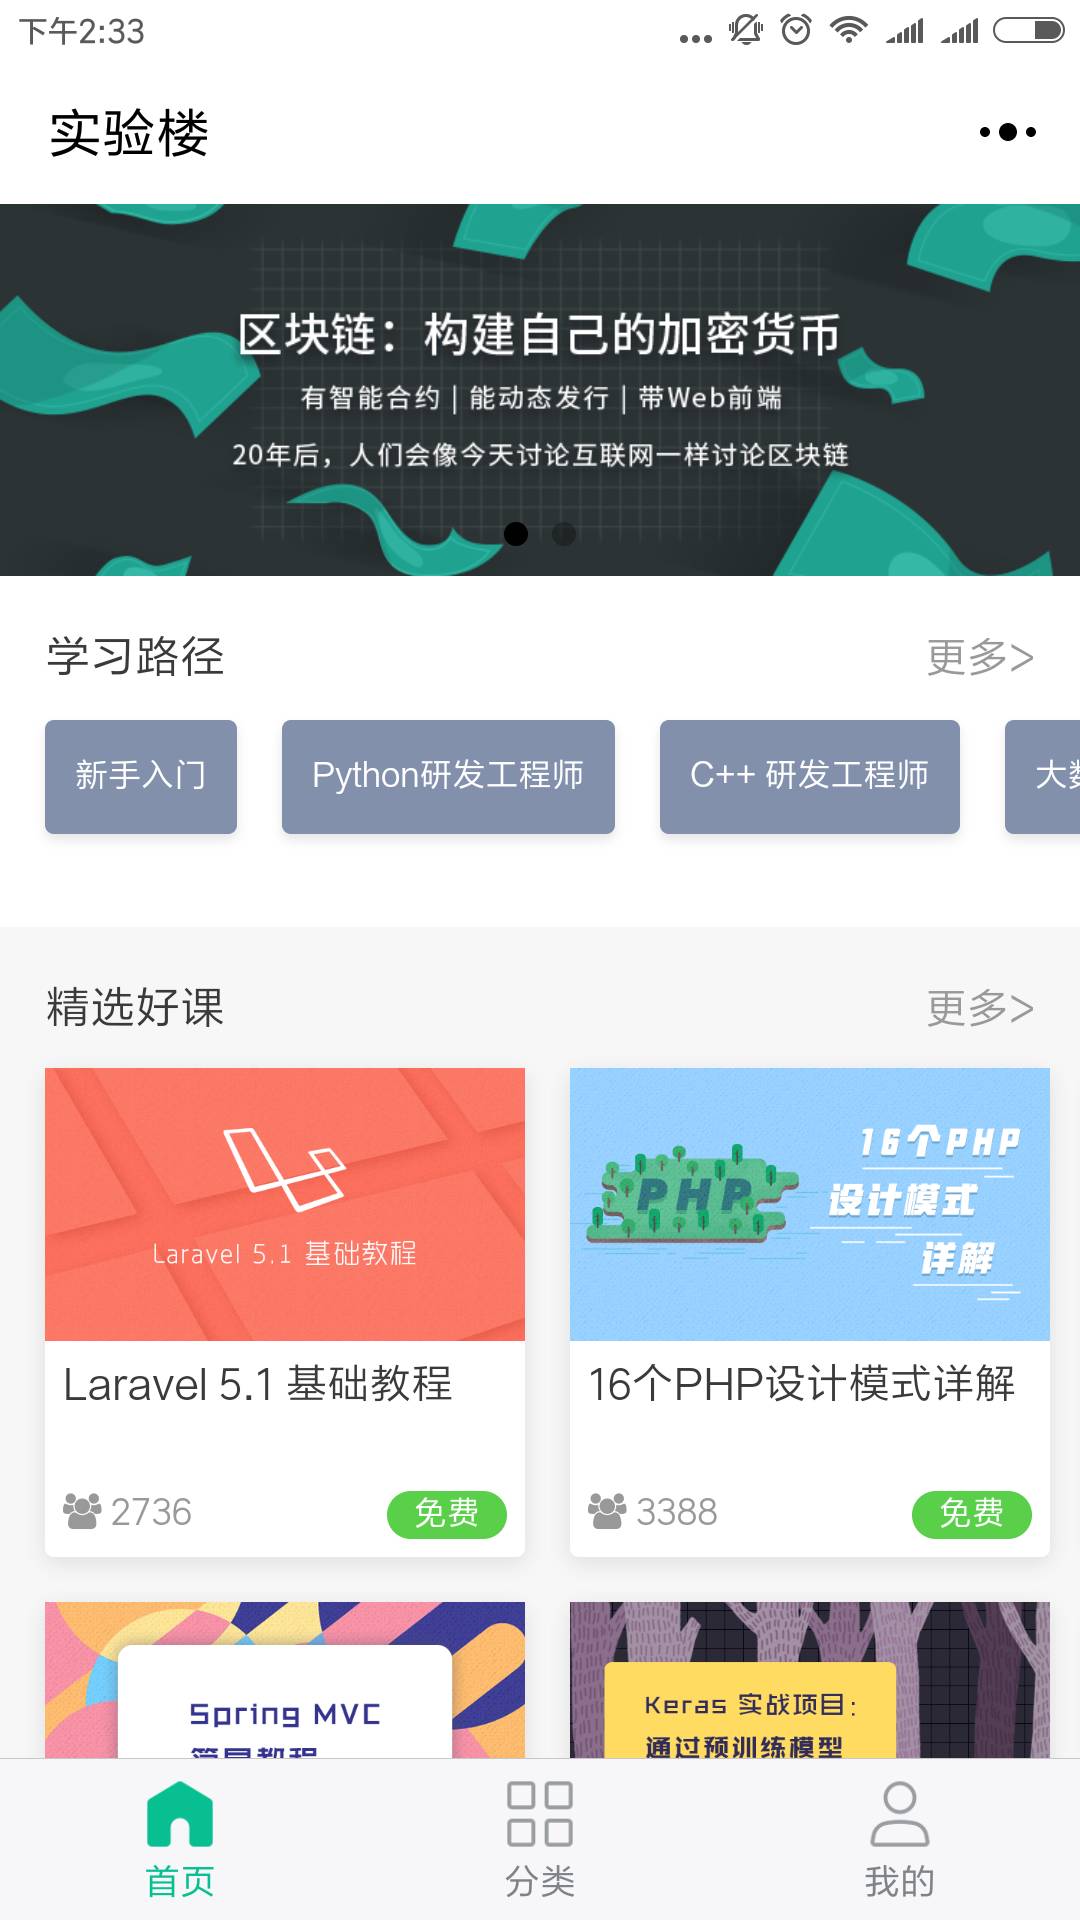 下午2:33
实验楼
区块链：构建自己的加密货币
有智能合约 | 能动态发行 | 带Web前端
20年后，人们会像今天讨论互联网一样讨论区块链
学习路径
更多>
新手入门
Python研发工程师
C++ 研发工程师
大数
精选好课
更多>
Laravel 5.1 基础教程
16个PHP
设计模式
详解
PHP
Laravel 5.1 基础教程
16个PHP设计模式详解
2736
免费
3388
免费
Spring MVC
简易教程
Keras 实战项目：
通过预训练模型
首页
分类
我的